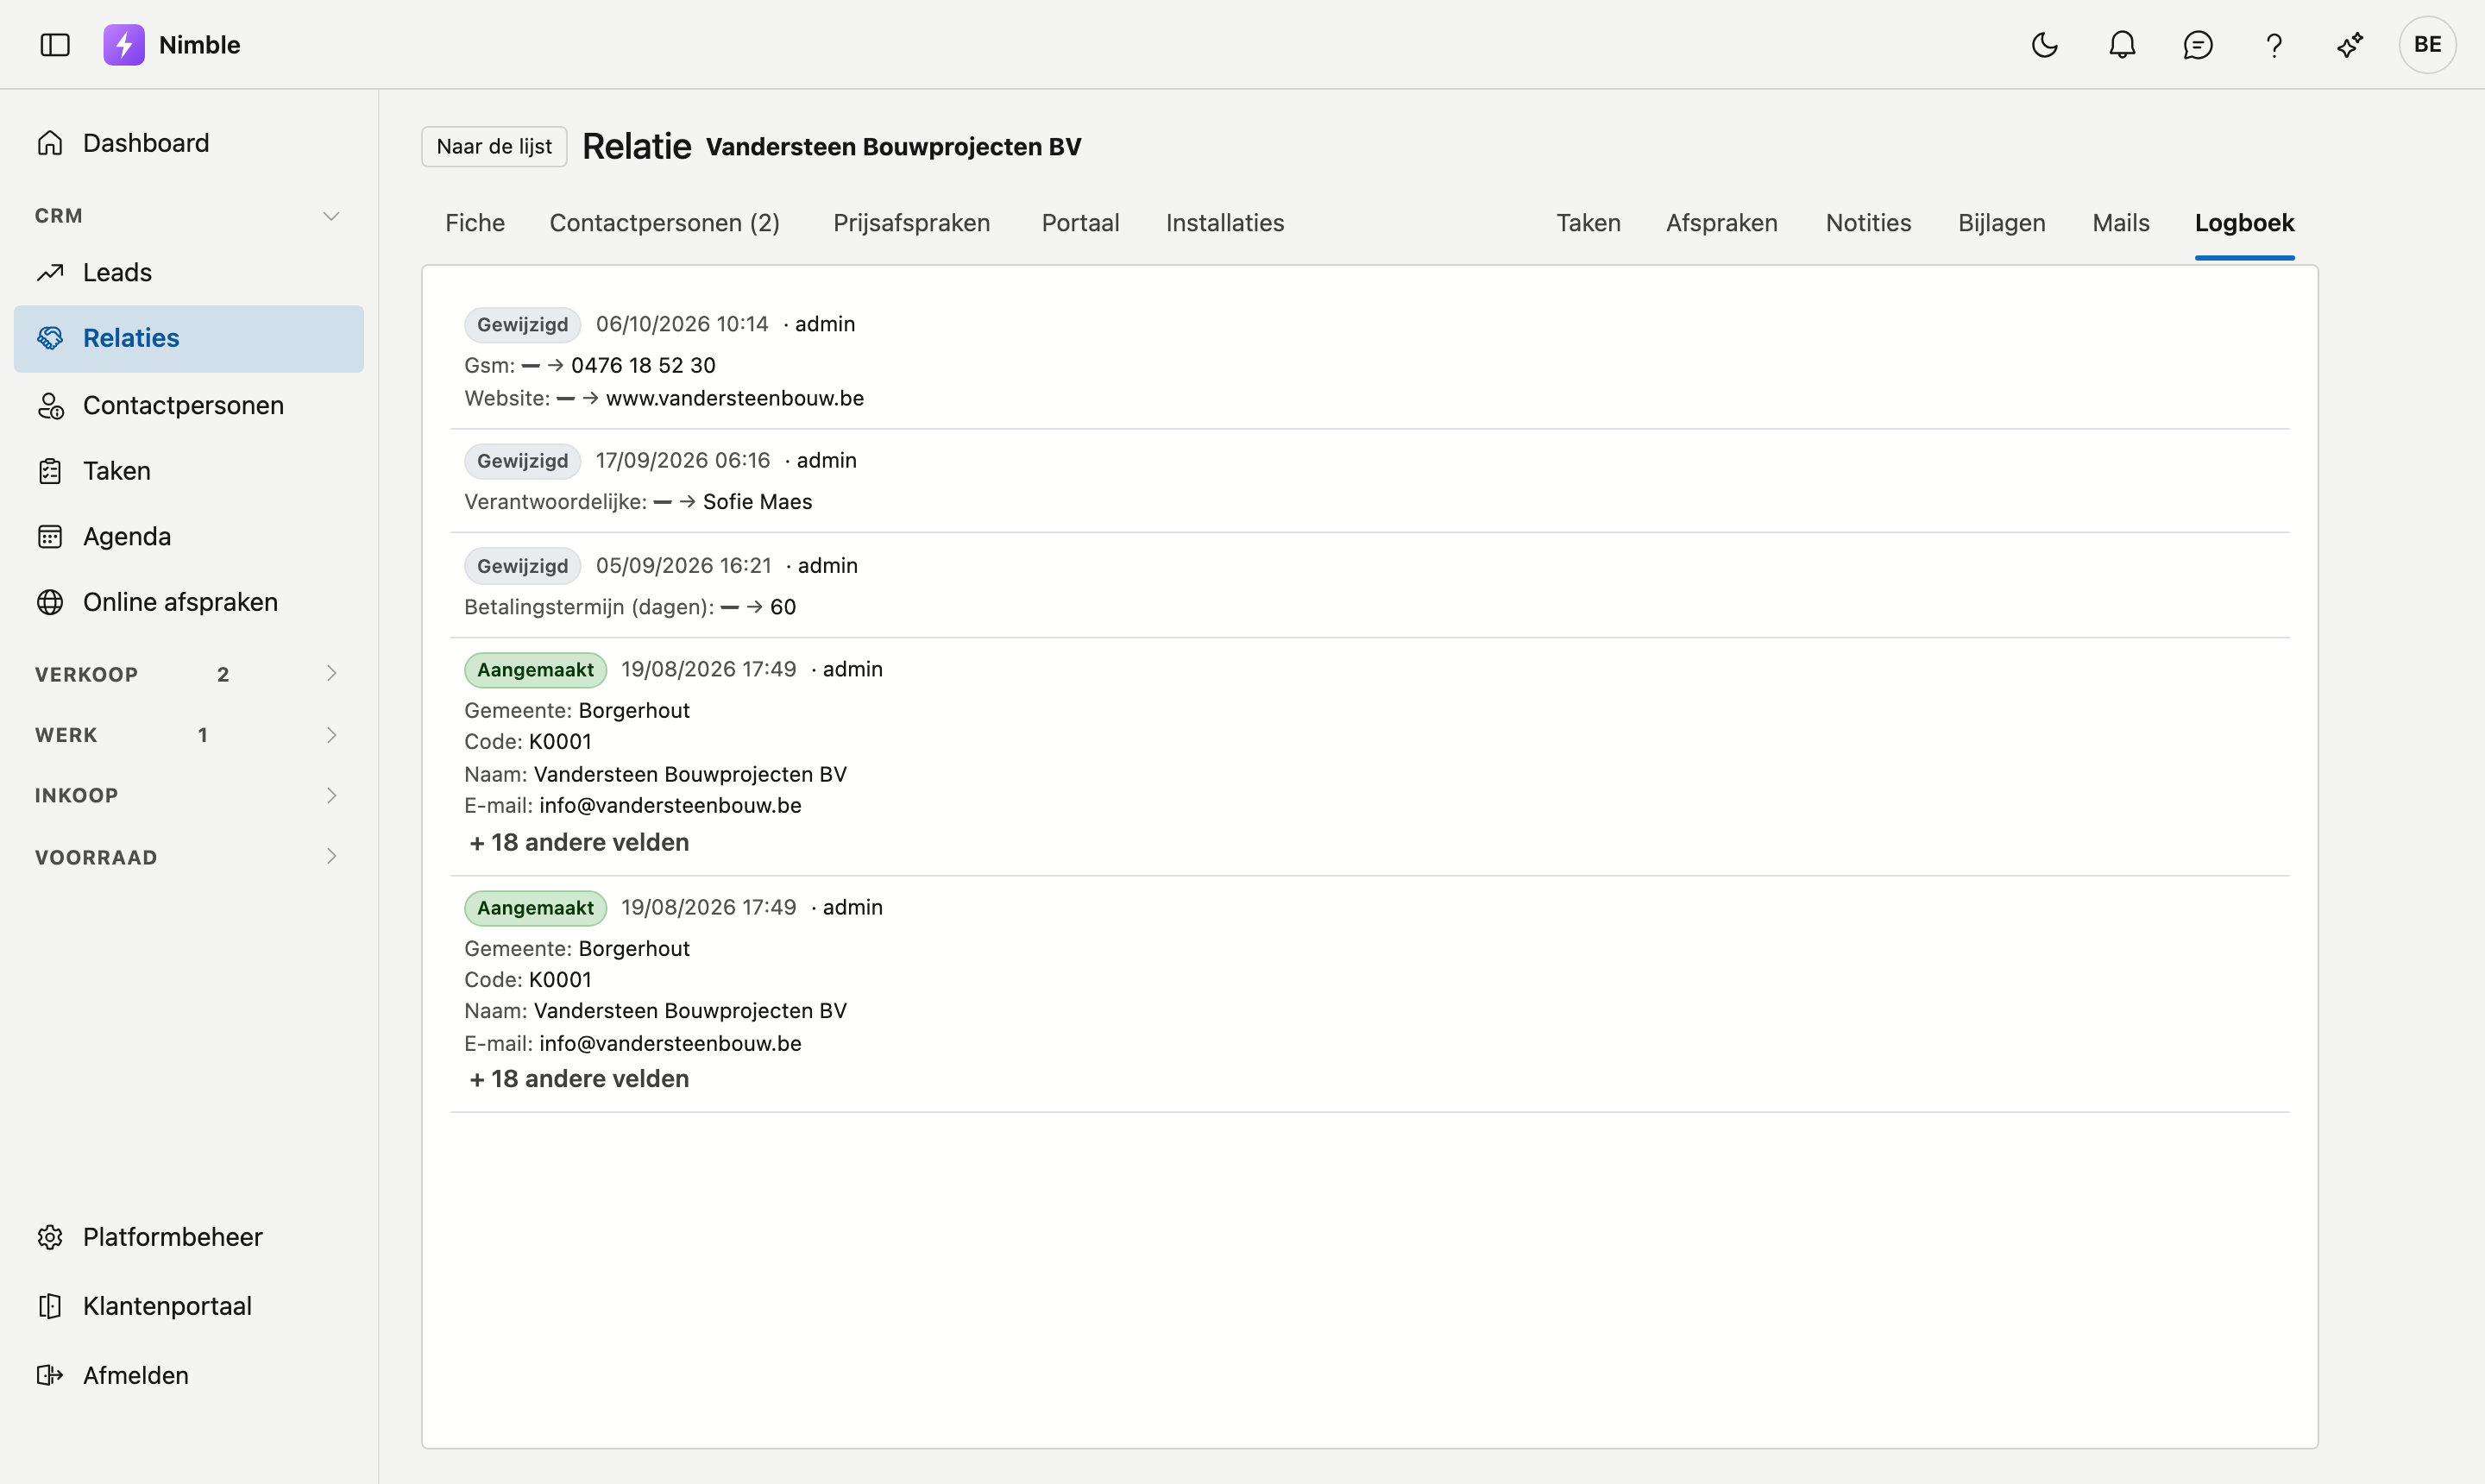 Nimble
BE
Dashboard
CRM
Leads
Relaties
Contactpersonen
Taken
Agenda
Online afspraken
VERKOOP 2
WERK 1
INKOOP
VOORRAAD
Platformbeheer
Klantenportaal
Afmelden
Naar de lijst Relatie Vandersteen Bouwprojecten BV
Fiche Contactpersonen (2) Prijsafspraken Portaal Installaties Taken Afspraken Notities Bijlagen Mails Logboek
Gewijzigd 06/10/2026 10:14 · admin
Gsm: — → 0476 18 52 30
Website: — → www.vandersteenbouw.be
Gewijzigd 17/09/2026 06:16 · admin
Verantwoordelijke: — → Sofie Maes
Gewijzigd 05/09/2026 16:21 · admin
Betalingstermijn (dagen): — → 60
Aangemaakt 19/08/2026 17:49 · admin
Gemeente: Borgerhout
Code: K0001
Naam: Vandersteen Bouwprojecten BV
E-mail: info@vandersteenbouw.be
+ 18 andere velden
Aangemaakt 19/08/2026 17:49 · admin
Gemeente: Borgerhout
Code: K0001
Naam: Vandersteen Bouwprojecten BV
E-mail: info@vandersteenbouw.be
+ 18 andere velden